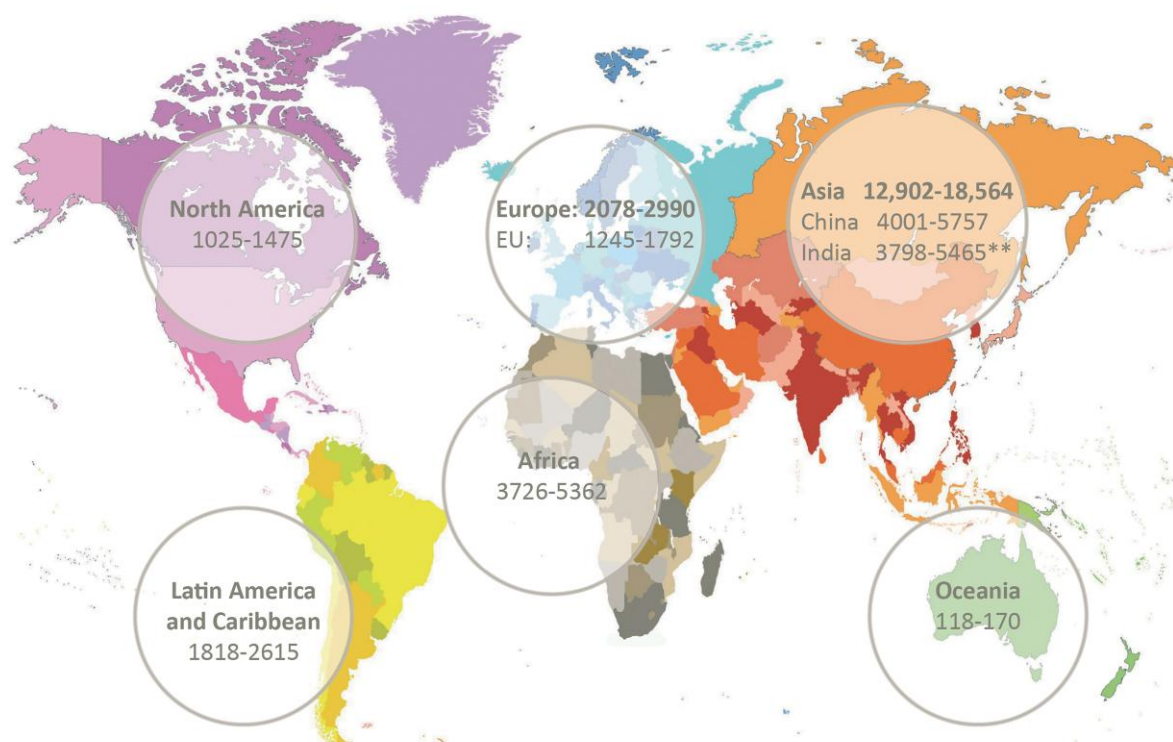 North America
1025-1475
Europe: 2078-2990
EU: 1245-1792
Asia 12,902-18,564
China 4001-5757
India 3798-5465**
Africa
3726-5362
Latin America
and Caribbean
1818-2615
Oceania
118-170